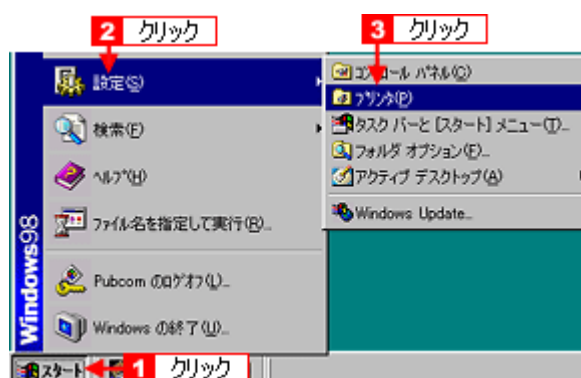 2 クリック
3 クリック
設定(S)
検索(F)
ヘルプ(H)
ファイル名を指定して実行(R)...
Pubcom のログオフ(L)...
Windows の終了(U)...
Windows98
コントロール パネル(C)
プリンタ(P)
タスク バーと [スタート] メニュー(T)...
フォルダ オプション(F)...
アクティブ デスクトップ(A)
Windows Update...
スタート
1 クリック